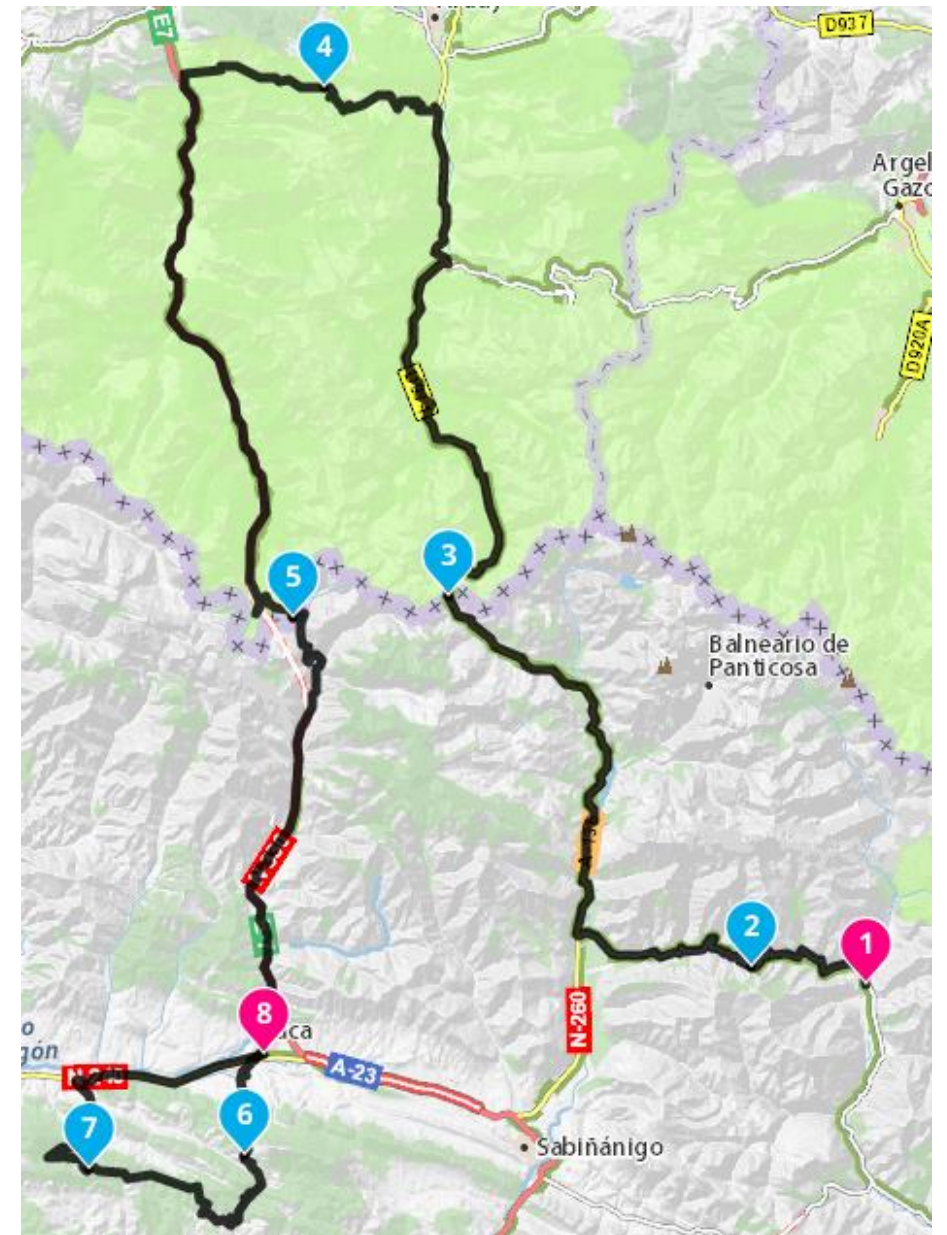 E7
4
D937
Argel
Gazo
D920A
3
5
Balneario de
Panticosa
2
1
N-260
8
aca
A-23
o
gón
6
7
Sabiñánigo